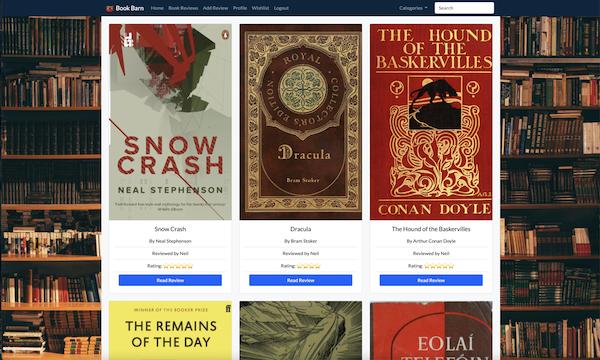 Book Barn
Home
Book Reviews
Add Review
Profile
Wishlist
Logout
Categories
Search
SNOW
CRASH
NEAL STEPHENSON
ROYAL
COLLECTOR'S EDITION
Dracula
Bram Stoker
THE HOUND
OF THE
BASKERVILLES
CONAN DOYLE
Snow Crash
By Neal Stephenson
Reviewed by Neil
Rating:
Read Review
Dracula
By Bram Stoker
Reviewed by Neil
Rating:
Read Review
The Hound of the Baskervilles
By Arthur Conan Doyle
Reviewed by Neil
Rating:
Read Review
WINNER OF THE BOOKER PRIZE
THE REMAINS
OF THE DAY
EOLAÍ
TELEFÓIN